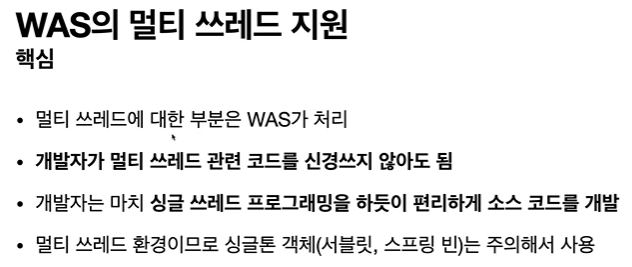 WAS의 멀티 쓰레드 지원
핵심
• 멀티 쓰레드에 대한 부분은 WAS가 처리
• 개발자가 멀티 쓰레드 관련 코드를 신경쓰지 않아도 됨
• 개발자는 마치 싱글 쓰레드 프로그래밍을 하듯이 편리하게 소스 코드를 개발
• 멀티 쓰레드 환경이므로 싱글톤 객체(서블릿, 스프링 빈)는 주의해서 사용